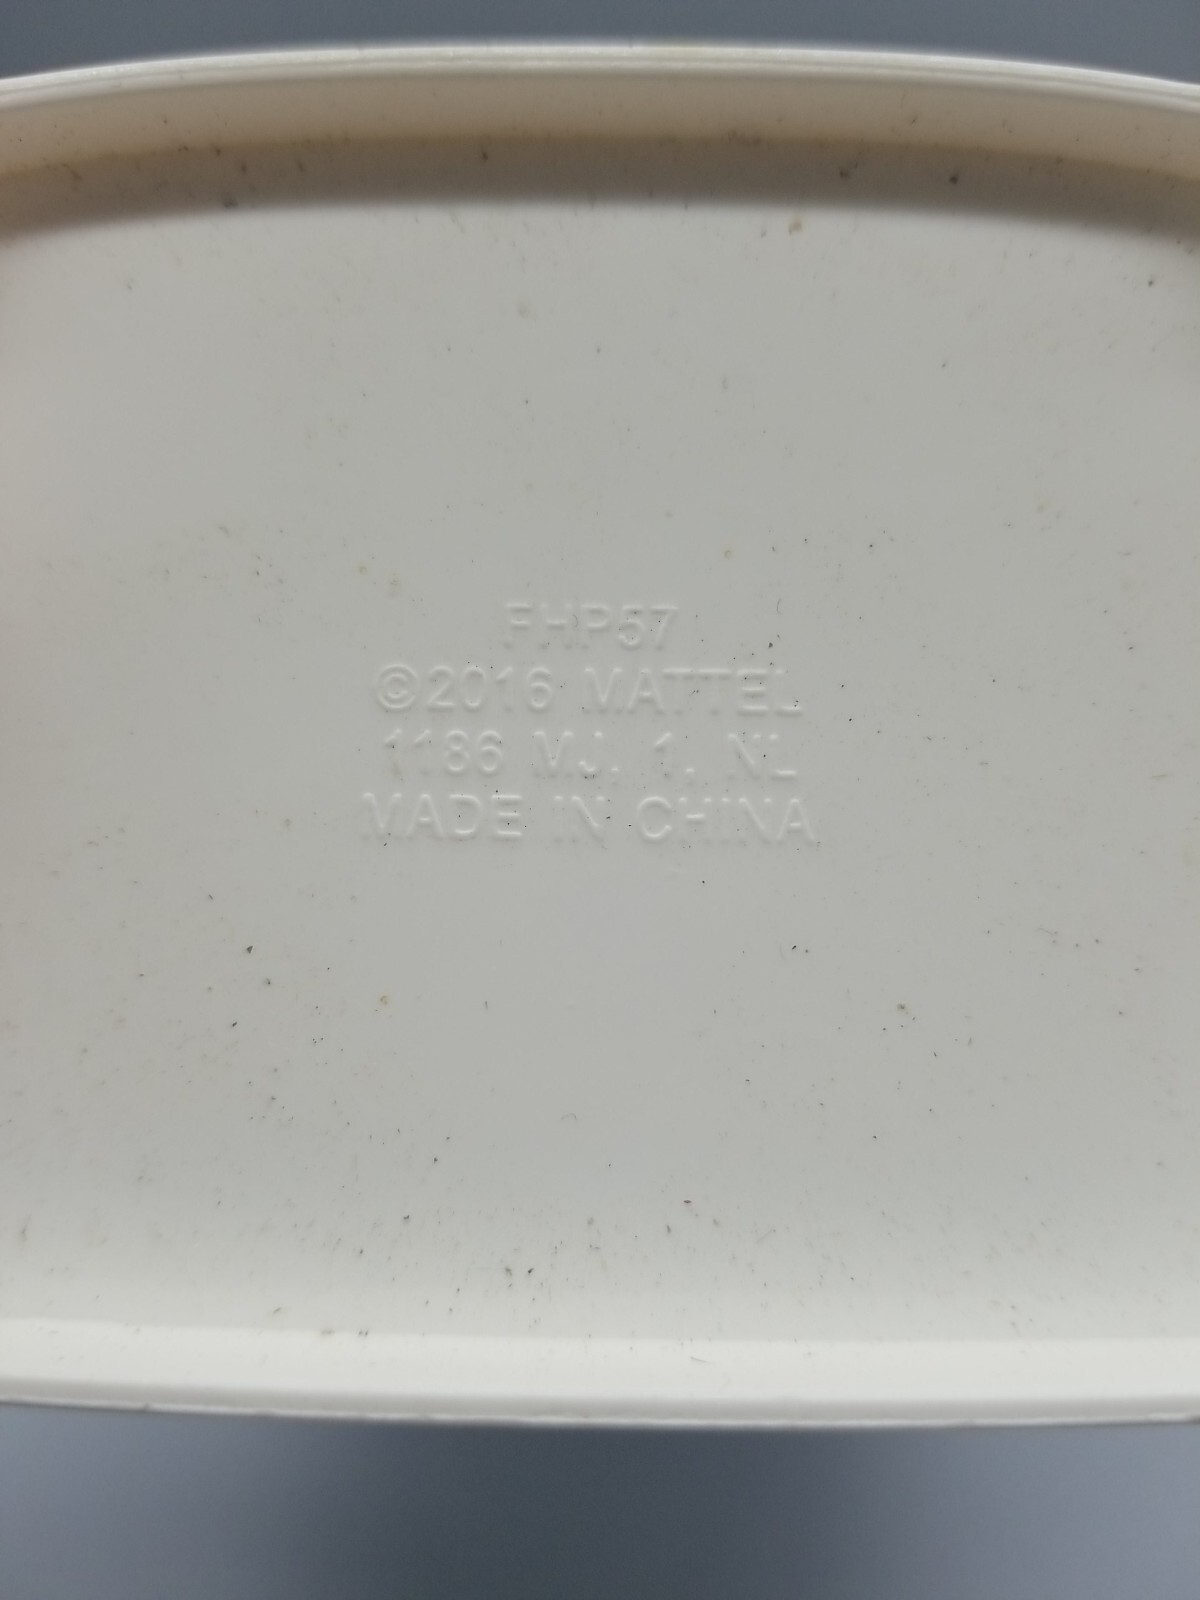 FHP57
©2016 MATTEL
1186 MJ, 1, NL
MADE IN CHINA